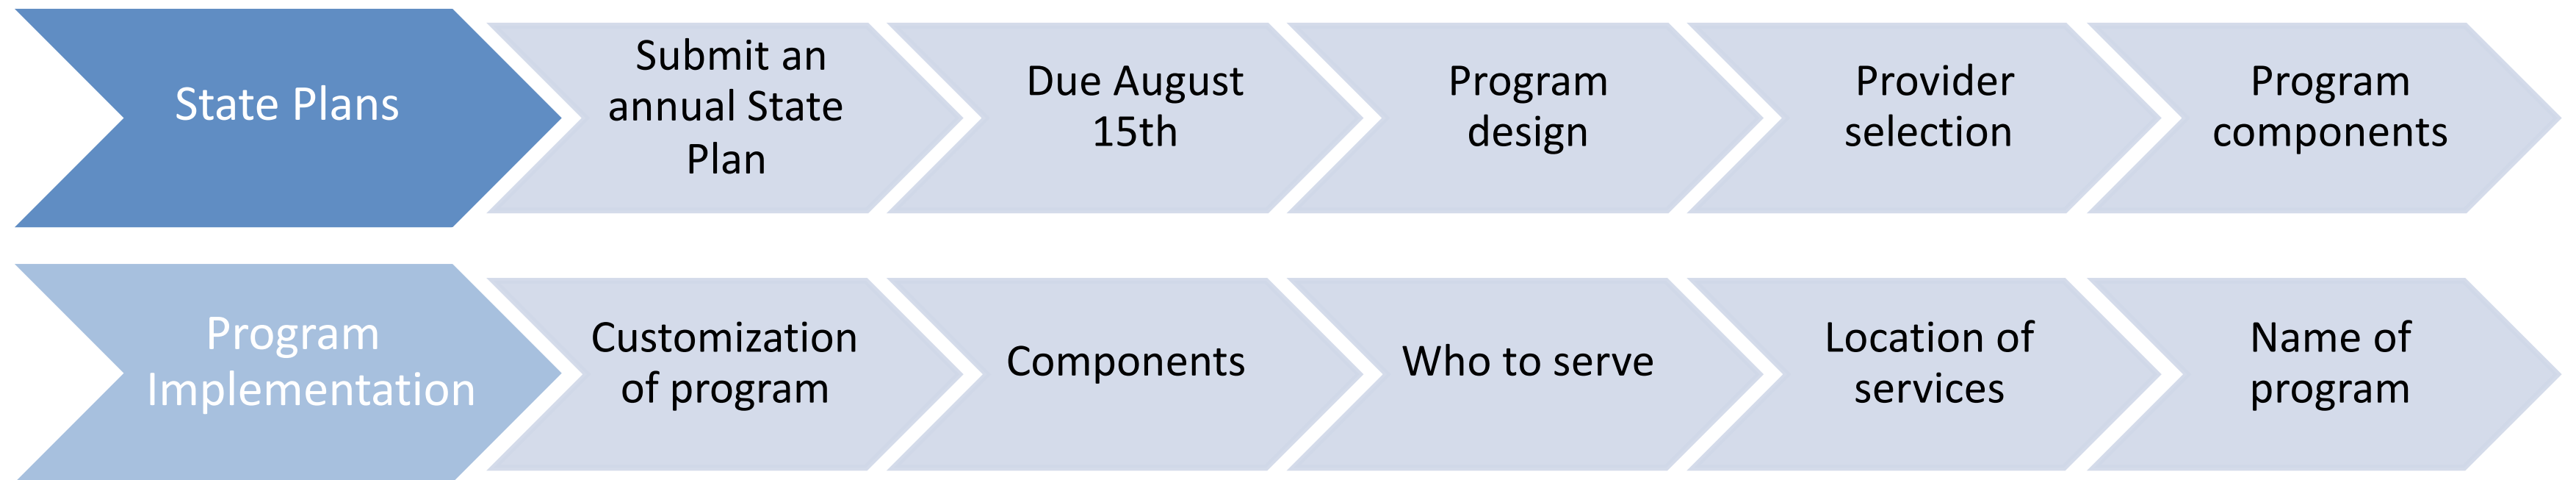 State Plans
Submit an
annual State
Plan
Due August
15th
Program
design
Provider
selection
Program
components
Program
Implementation
Customization
of program
Components
Who to serve
Location of
services
Name of
program